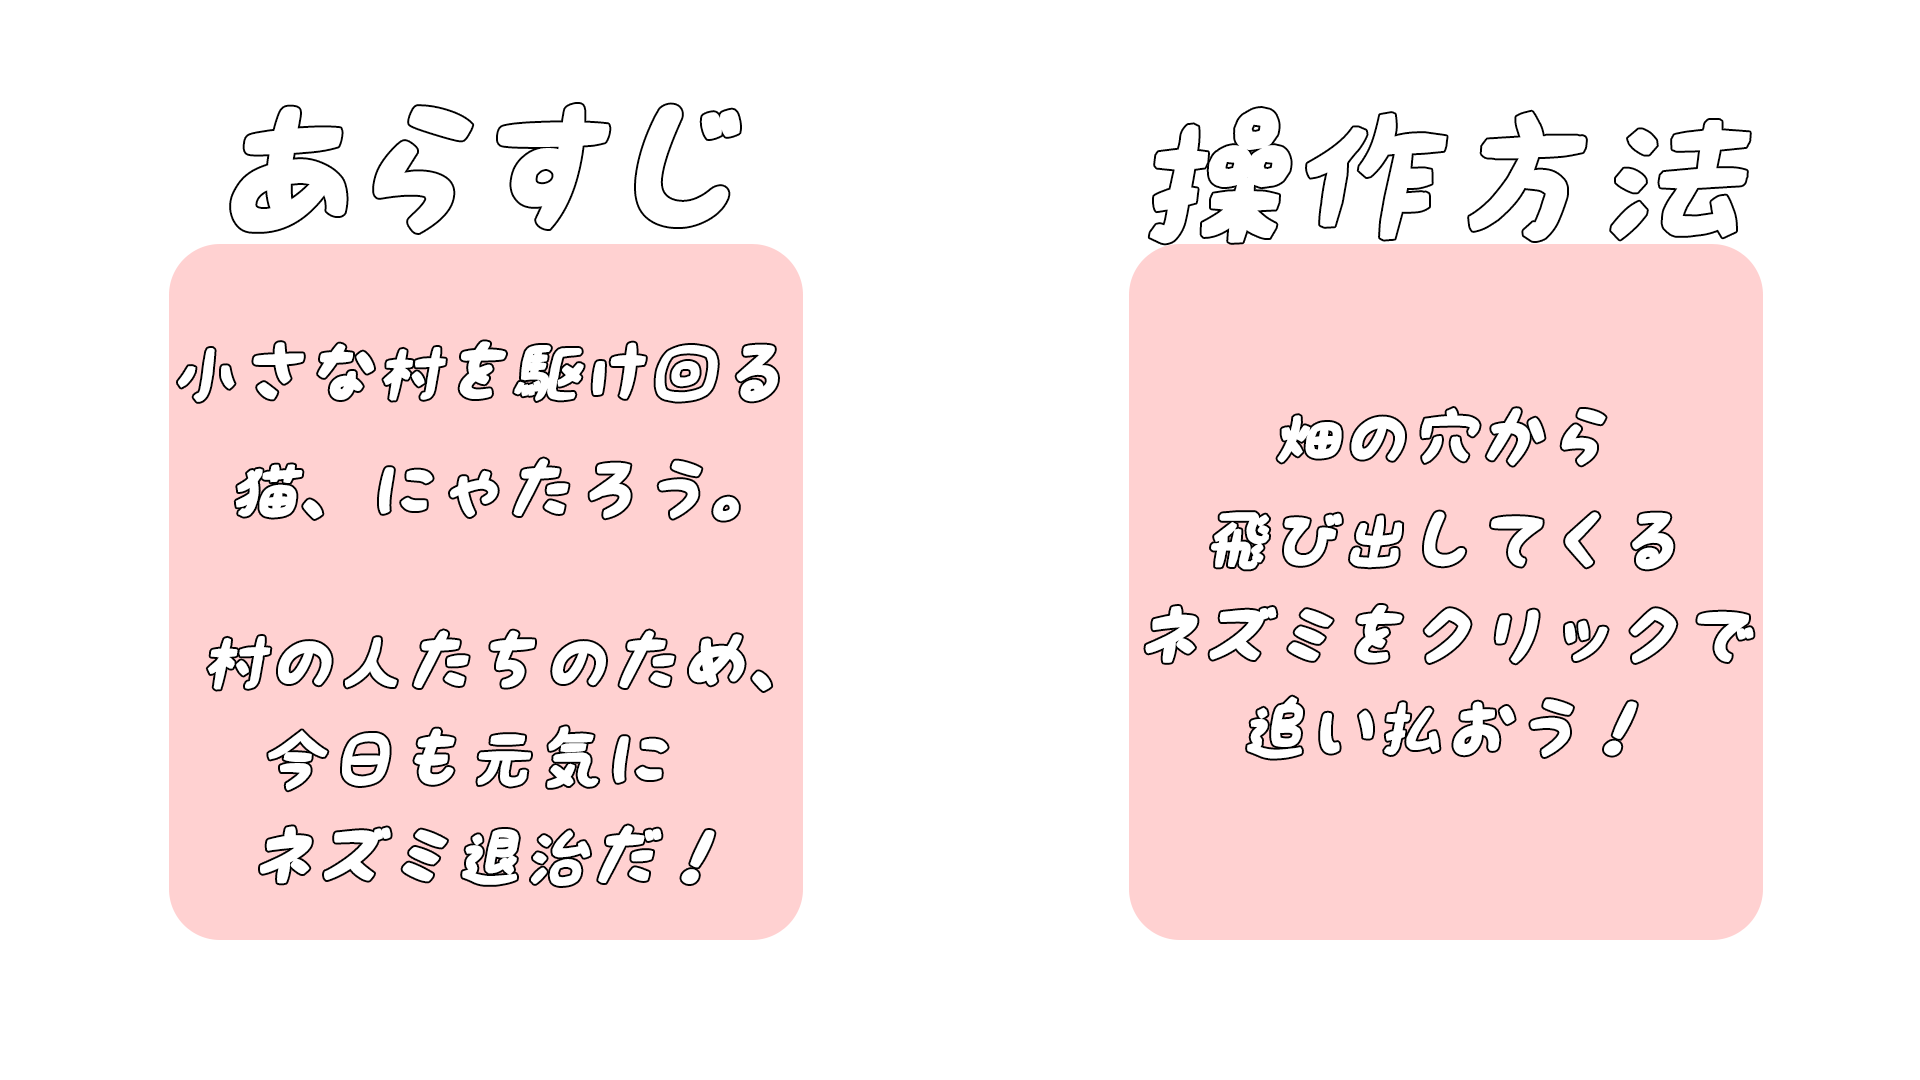 あらすじ
小さな村を駆け回る
猫、にゃたろう。
村の人たちのため、
今日も元気に
ネズミ退治だ！
操作方法
畑の穴から
飛び出してくる
ネズミをクリックで
追い払おう！